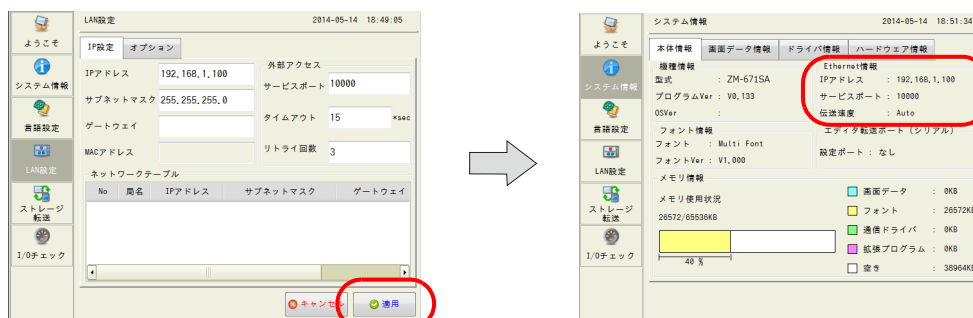 LAN設定
2014-05-14 18:49:05
ようこそ
システム情報
言語設定
LAN設定
ストレージ
転送
I/Oチェック
IP設定
オプション
IPアドレス
192.168.1.100
サブネットマスク
255.255.255.0
ゲートウエイ
MACアドレス
外部アクセス
サービスポート
10000
タイムアウト
15
*sec
リトライ回数
3
ネットワークテーブル
No 局名 IPアドレス サブネットマスク ゲートウェイ
キャンセル
適用
システム情報
2014-05-14 18:51:34
ようこそ
システム情報
言語設定
LAN設定
ストレージ
転送
I/Oチェック
本体情報 画面データ情報 ドライバ情報 ハードウェア情報
機種情報
型式 : ZM-671SA
プログラムVer : V0.133
OSVer :
Ethernet情報
IPアドレス : 192.168.1.100
サービスポート : 10000
伝送速度 : Auto
フォント情報
フォント : Multi Font
フォントVer : V1.000
エディタ転送ポート (シリアル)
設定ポート : なし
メモリ情報
メモリ使用状況
26572/65536KB
40 %
画面データ : 0KB
フォント : 26572KB
通信ドライバ : 0KB
拡張プログラム : 0KB
空き : 38964KB